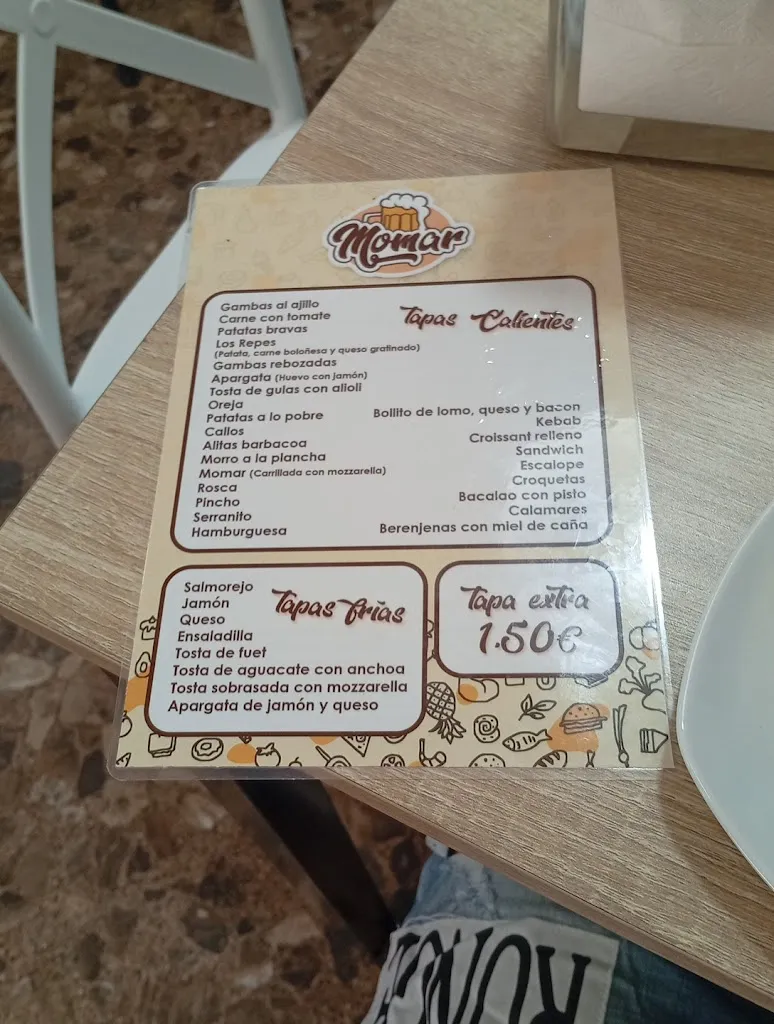 Momar
Tapas Calientes
Gambas al ajillo
Carne con tomate
Patatas bravas
Los Repes
(Patata, carne boloñesa y queso gratinado)
Gambas rebozadas
Apargata (Huevo con jamón)
Tosta de gulas con alioli
Oreja
Patatas a lo pobre
Callos
Alitas barbacoa
Morro a la plancha
Momar (Carrillada con mozzarella)
Rosca
Pincho
Serranito
Hamburguesa
Bollito de lomo, queso y bacon
Kebab
Croissant relleno
Sandwich
Escalope
Croquetas
Bacalao con pisto
Calamares
Berenjenas con miel de caña
Tapas frias
Salmorejo
Jamón
Queso
Ensaladilla
Tosta de fuet
Tosta de aguacate con anchoa
Tosta sobrasada con mozzarella
Apargata de jamón y queso
Tapa extra
1.50€